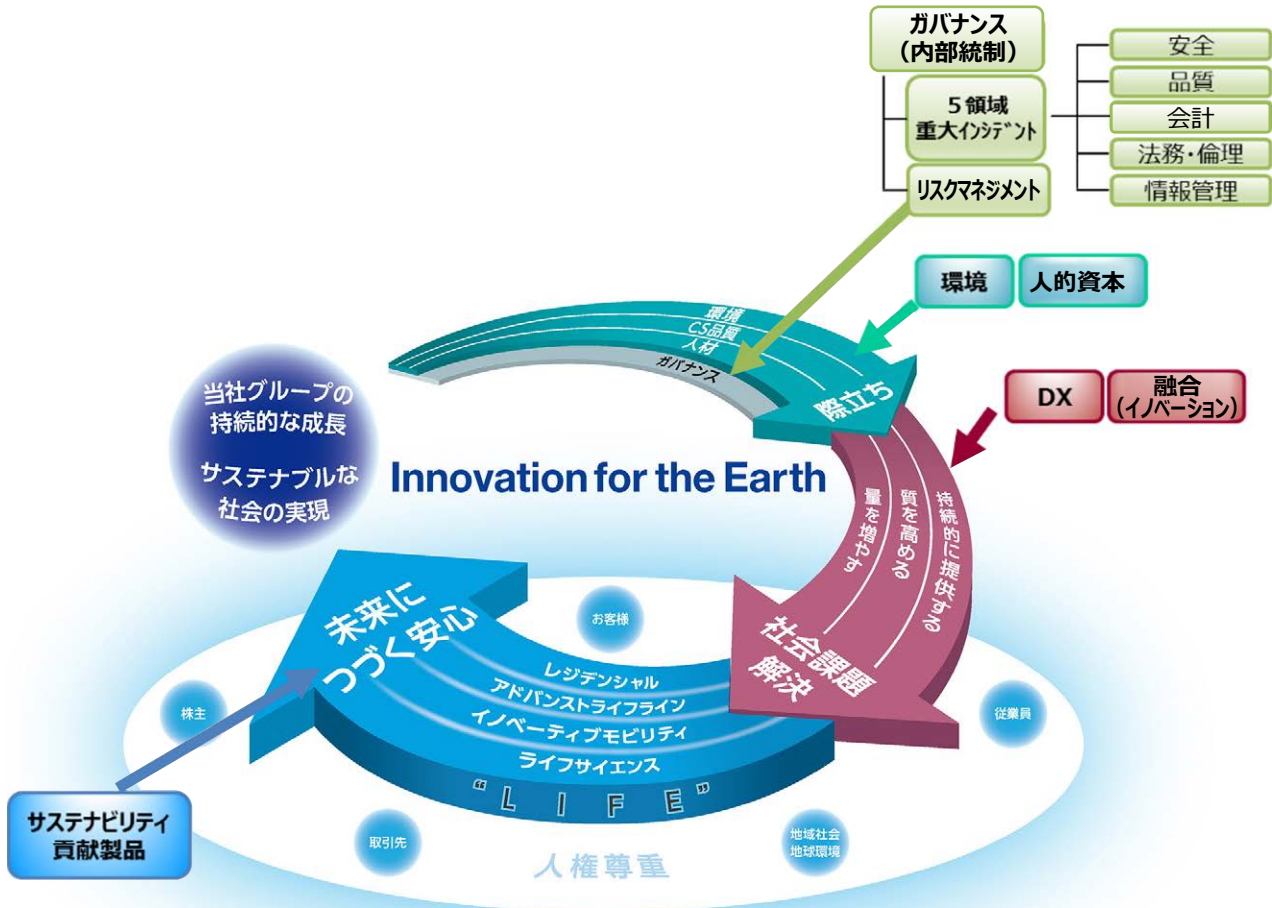 ガバナンス
（内部統制）
５領域
重大ｲﾝｼﾃﾞﾝﾄ
リスクマネジメント
安全
品質
会計
法務・倫理
情報管理
環境
人的資本
DX
融合
（イノベーション）
環境
CS品質
人材
ガバナンス
際立ち
当社グループの
持続的な成長
サステナブルな
社会の実現
Innovation for the Earth
量を増やす
質を高める
持続的に提供する
社会課題
解決
未来に
つづく安心
レジデンシャル
アドバンストライフライン
イノベーティブモビリティ
ライフサイエンス
“LIFE”
お客様
株主
従業員
取引先
地域社会
地球環境
人権尊重
サステナビリティ
貢献製品